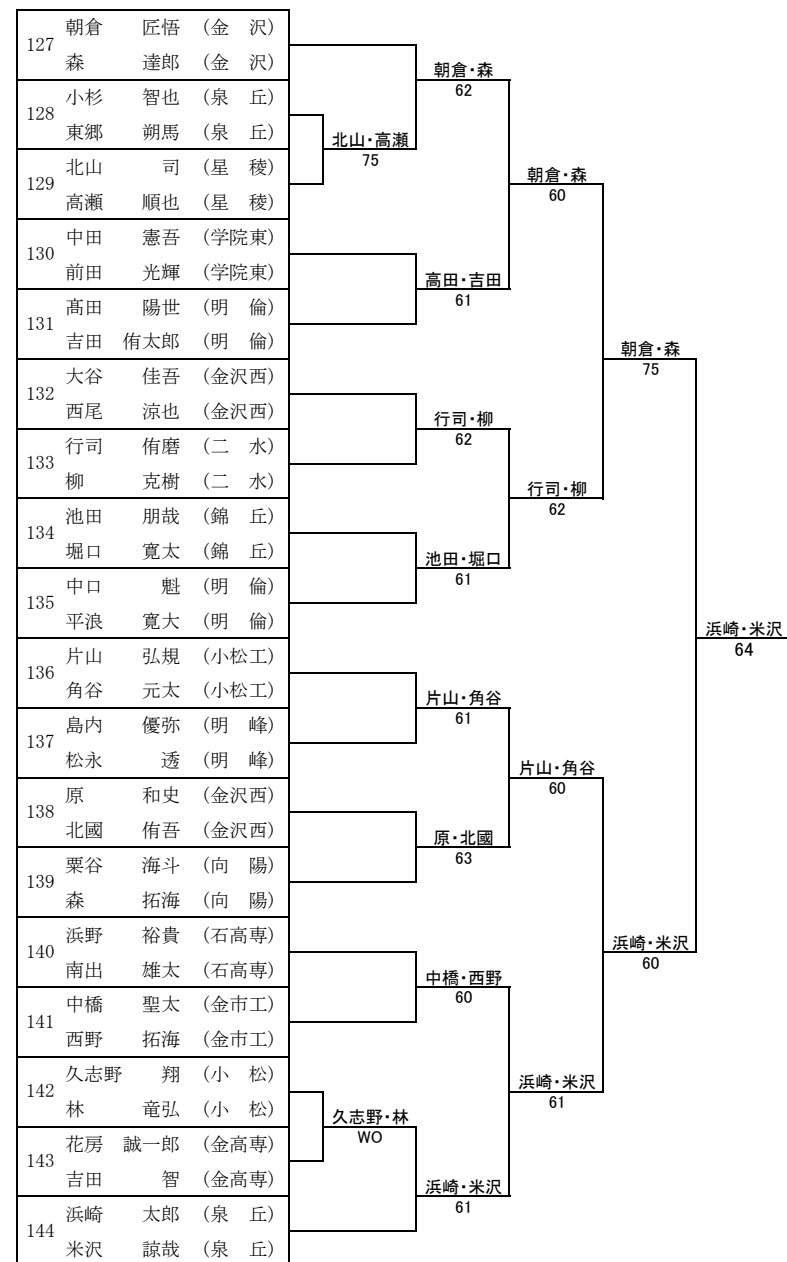 127 朝倉 匠悟 (金 沢)
森 達郎 (金 沢)
128 小杉 智也 (泉 丘)
東郷 朔馬 (泉 丘)
129 北山 司 (星 稜)
高瀬 順也 (星 稜)
130 中田 憲吾 (学院東)
前田 光輝 (学院東)
131 髙田 陽世 (明 倫)
吉田 侑太郎 (明 倫)
132 大谷 佳吾 (金沢西)
西尾 涼也 (金沢西)
133 行司 侑磨 (二 水)
柳 克樹 (二 水)
134 池田 朋哉 (錦 丘)
堀口 寛太 (錦 丘)
135 中口 魁 (明 倫)
平浪 寛大 (明 倫)
136 片山 弘規 (小松工)
角谷 元太 (小松工)
137 島内 優弥 (明 峰)
松永 透 (明 峰)
138 原 和史 (金沢西)
北國 侑吾 (金沢西)
139 粟谷 海斗 (向 陽)
森 拓海 (向 陽)
140 浜野 裕貴 (石高専)
南出 雄太 (石高専)
141 中橋 聖太 (金市工)
西野 拓海 (金市工)
142 久志野 翔 (小 松)
林 竜弘 (小 松)
143 花房 誠一郎 (金高専)
吉田 智 (金高専)
144 浜崎 太郎 (泉 丘)
米沢 諒哉 (泉 丘)
北山・高瀬
75
久志野・林
WO
朝倉・森
62
高田・吉田
61
行司・柳
62
池田・堀口
61
片山・角谷
61
原・北國
63
中橋・西野
60
浜崎・米沢
61
朝倉・森
60
行司・柳
62
片山・角谷
60
浜崎・米沢
61
朝倉・森
75
浜崎・米沢
60
浜崎・米沢
64